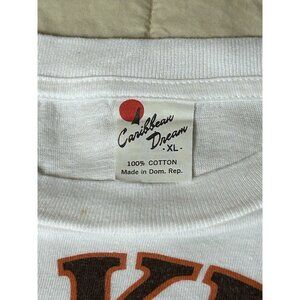 Caribbean
Dream
·XL·
100% COTTON
Made in Dom. Rep.